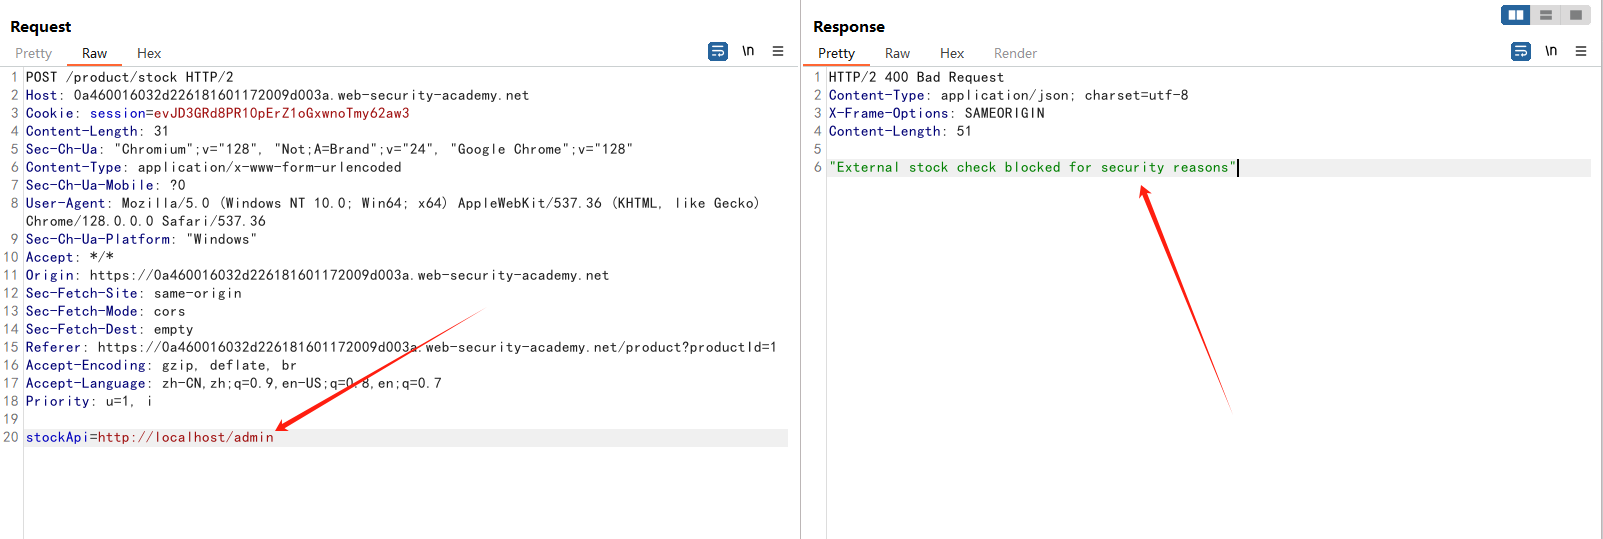 Request
Pretty Raw Hex \n
1 POST /product/stock HTTP/2
2 Host: 0a460016032d226181601172009d003a.web-security-academy.net
3 Cookie: session=evJD3GRd8PR1OpErZ1oGxwnoTmy62aw3
4 Content-Length: 31
5 Sec-Ch-Ua: "Chromium";v="128", "Not;A=Brand";v="24", "Google Chrome";v="128"
6 Content-Type: application/x-www-form-urlencoded
7 Sec-Ch-Ua-Mobile: ?0
8 User-Agent: Mozilla/5.0 (Windows NT 10.0; Win64; x64) AppleWebKit/537.36 (KHTML, like Gecko)
Chrome/128.0.0.0 Safari/537.36
9 Sec-Ch-Ua-Platform: "Windows"
10 Accept: */*
11 Origin: https://0a460016032d226181601172009d003a.web-security-academy.net
12 Sec-Fetch-Site: same-origin
13 Sec-Fetch-Mode: cors
14 Sec-Fetch-Dest: empty
15 Referer: https://0a460016032d226181601172009d003a.web-security-academy.net/product?productId=1
16 Accept-Encoding: gzip, deflate, br
17 Accept-Language: zh-CN,zh;q=0.9,en-US;q=0.8,en;q=0.7
18 Priority: u=1, i
19
20 stockApi=http://localhost/admin
Response
Pretty Raw Hex Render \n
1 HTTP/2 400 Bad Request
2 Content-Type: application/json; charset=utf-8
3 X-Frame-Options: SAMEORIGIN
4 Content-Length: 51
5
6 "External stock check blocked for security reasons"